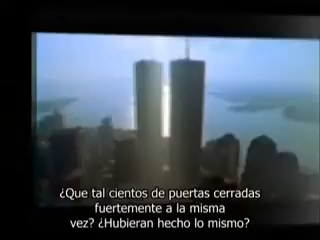 ¿Que tal cientos de puertas cerradas
fuertemente a la misma
vez? ¿Hubieran hecho lo mismo?